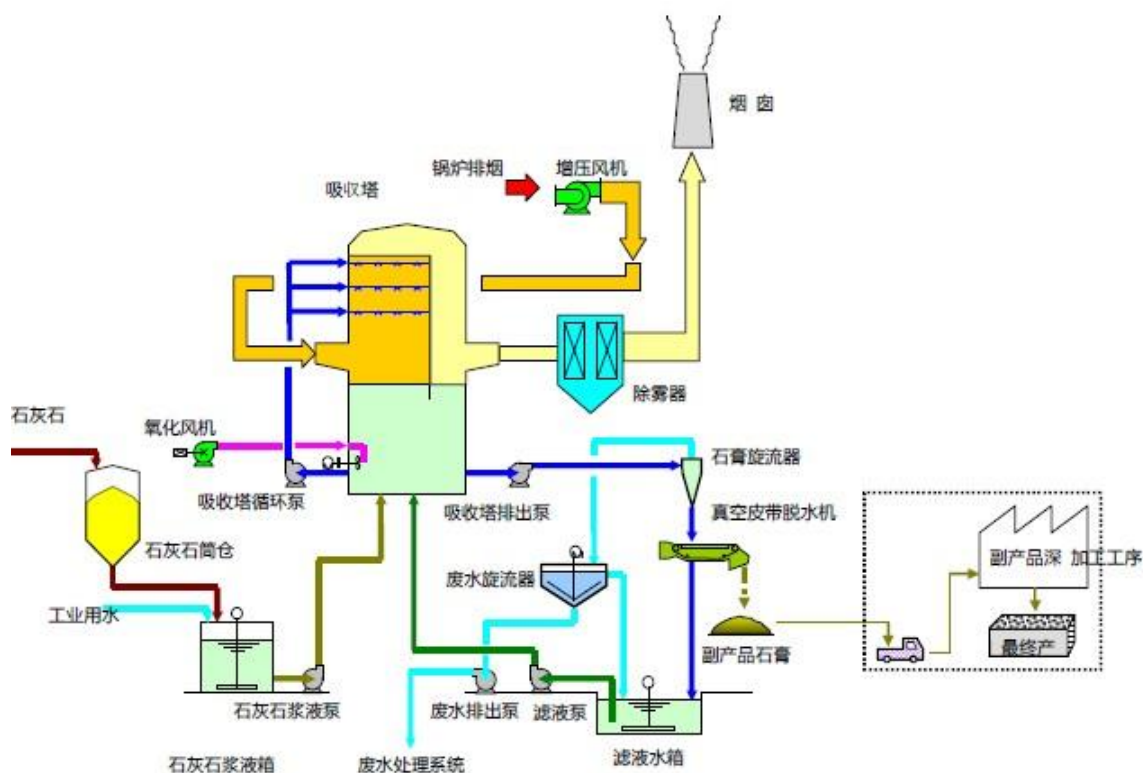 烟 囱
锅炉排烟
增压风机
吸收塔
除雾器
石灰石
氧化风机
石膏旋流器
吸收塔循环泵
吸收塔排出泵
真空皮带脱水机
石灰石筒仓
副产品深 加工工序
废水旋流器
工业用水
最终产
副产品石膏
石灰石浆液泵
废水排出泵
滤液泵
石灰石浆液箱
废水处理系统
滤液水箱